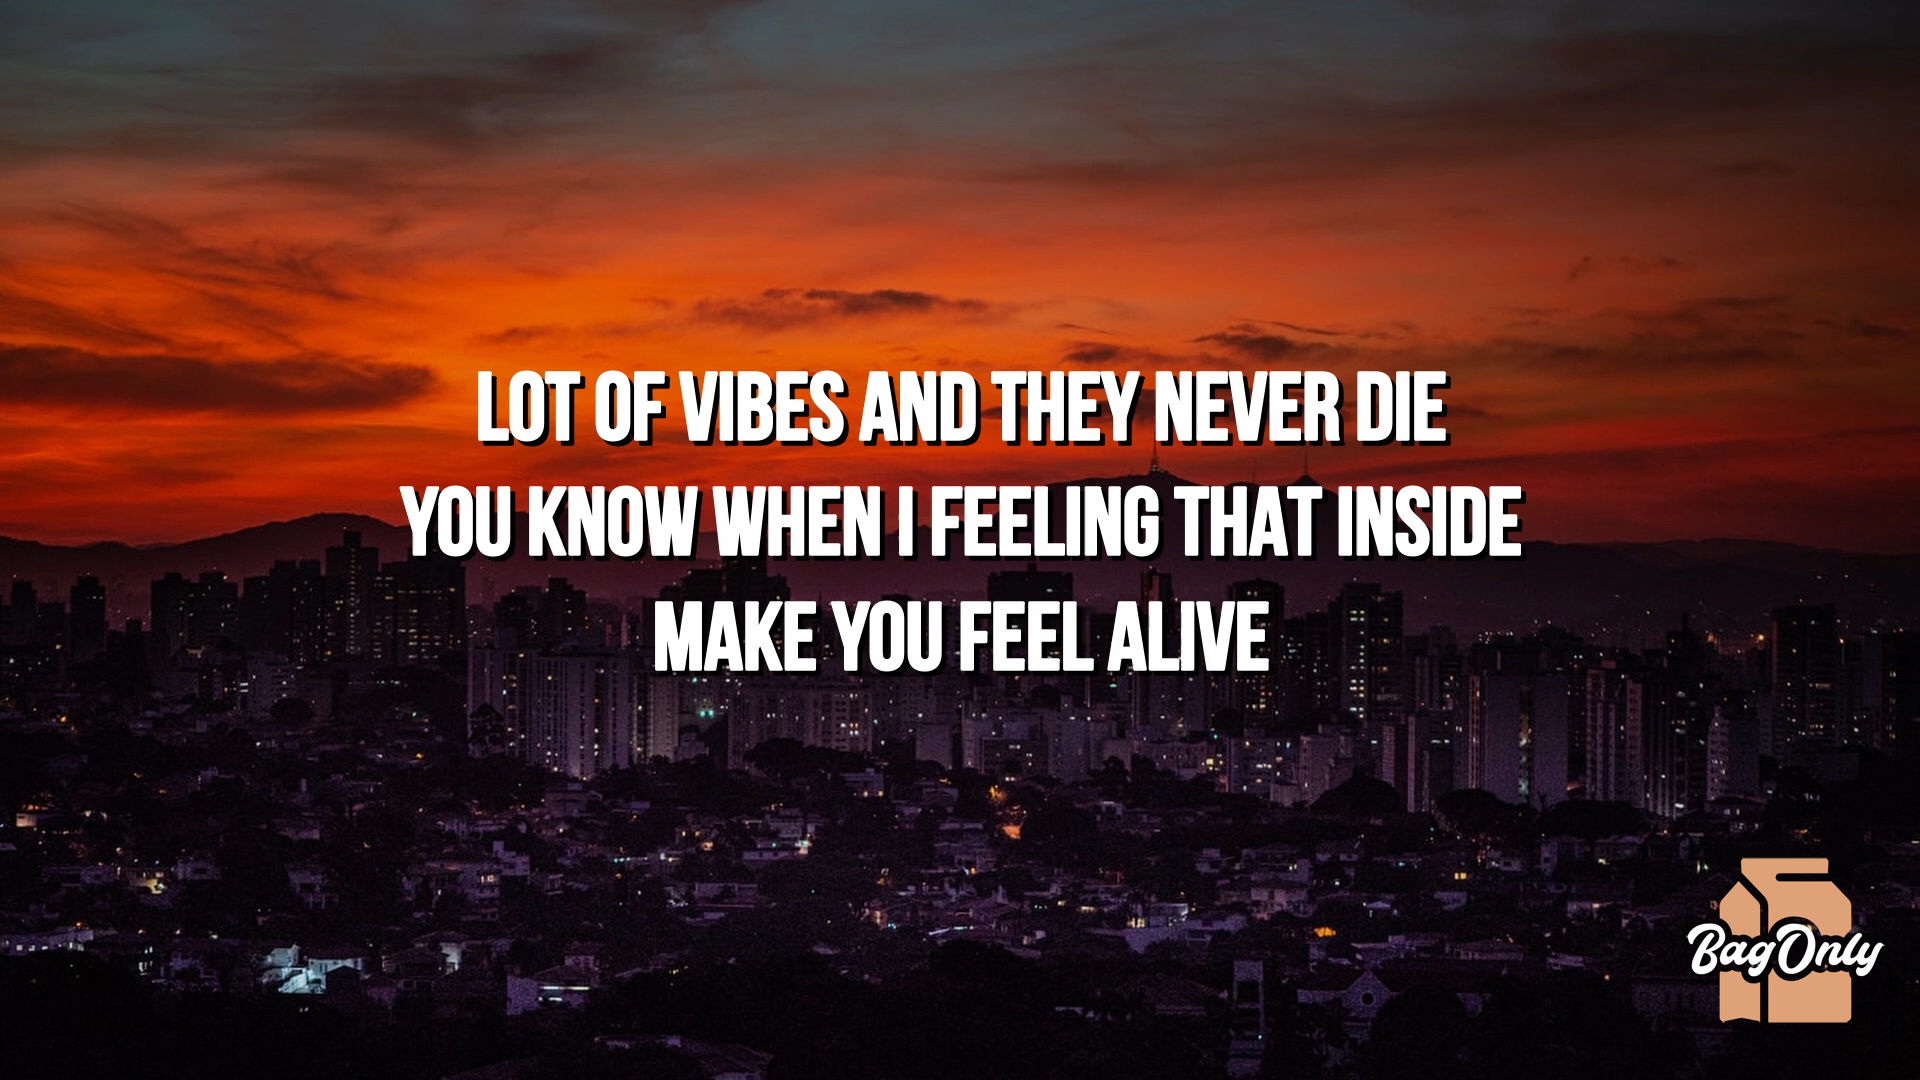 LOT OF VIBES AND THEY NEVER DIE
YOU KNOW WHEN I FEELING THAT INSIDE
MAKE YOU FEEL ALIVE
BagOnly